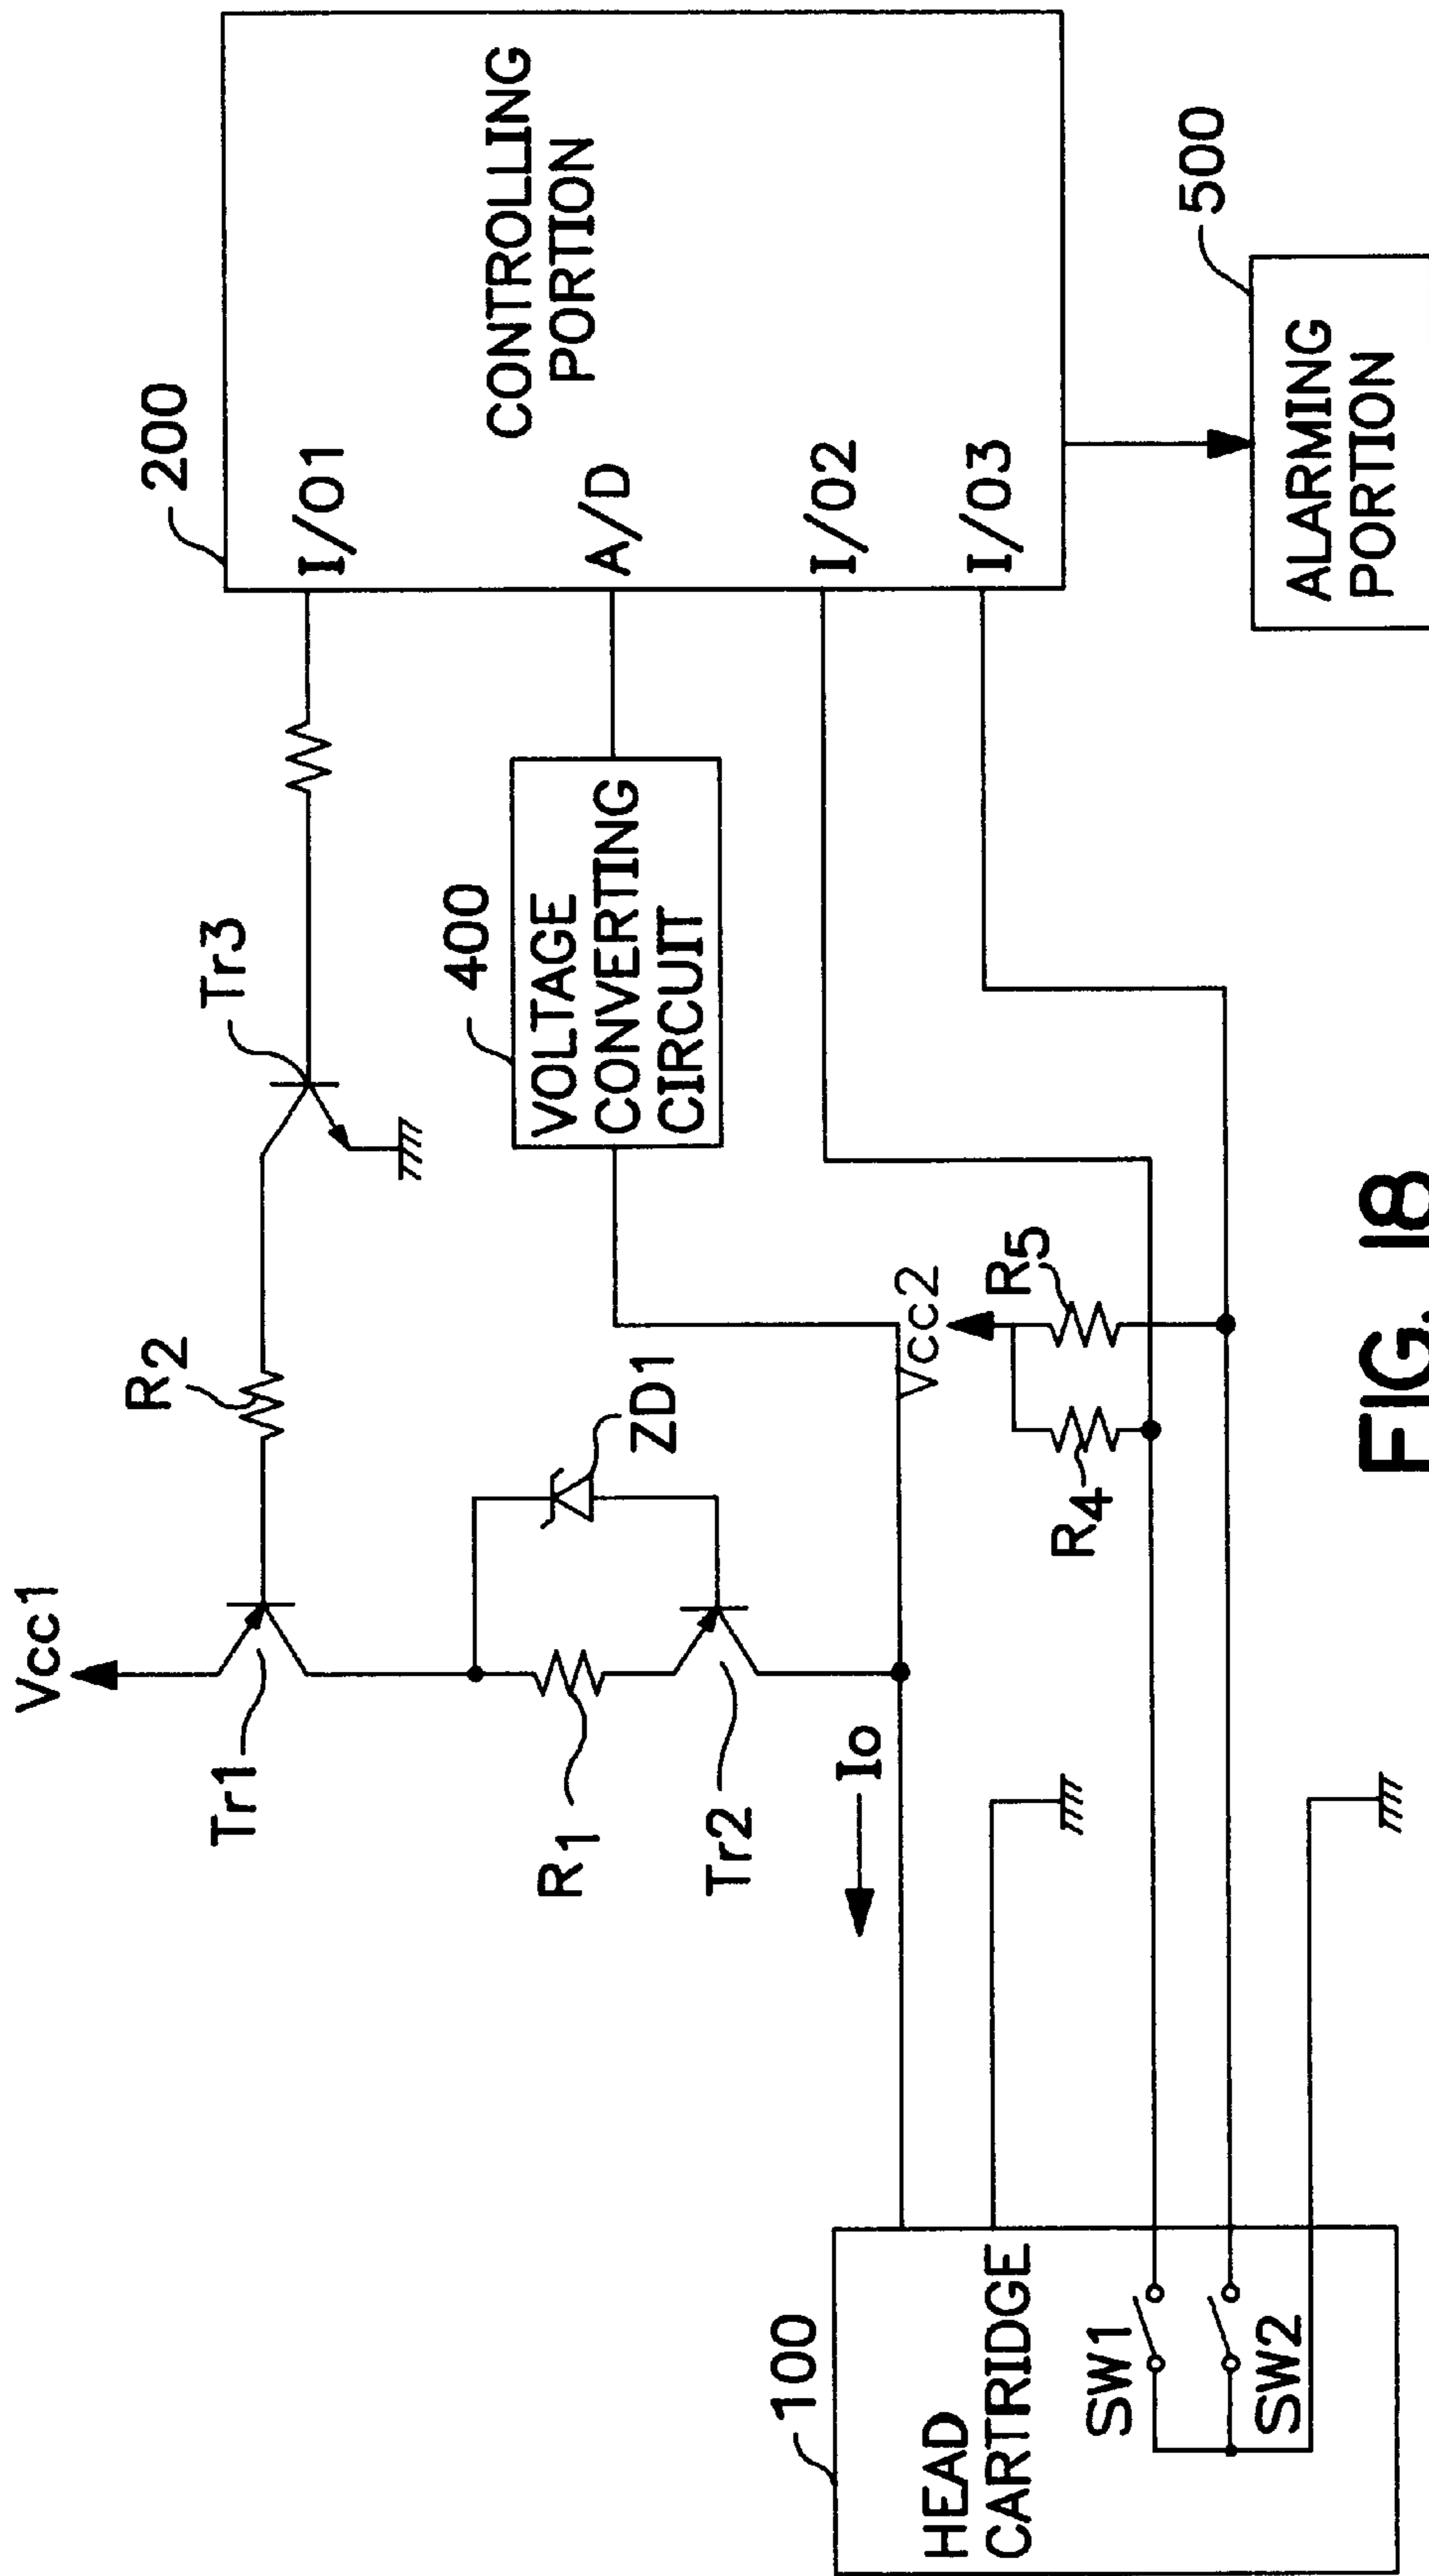 Vcc1
Tr1
R2
Tr3
200
I/O1
CONTROLLING
PORTION
A/D
I/O2
I/O3
R1
Tr2
ZD1
400
VOLTAGE
CONVERTING
CIRCUIT
Io
Vcc2
R4
R5
500
ALARMING
PORTION
100
HEAD
CARTRIDGE
SW1
SW2
FIG. 18